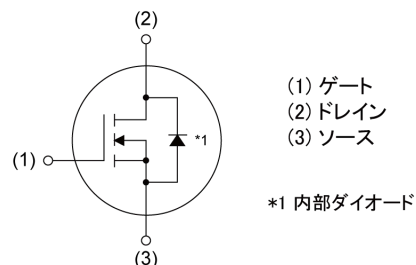 (2)
(1) ゲート
(2) ドレイン
(3) ソース
*1
(1)
*1 内部ダイオード
(3)